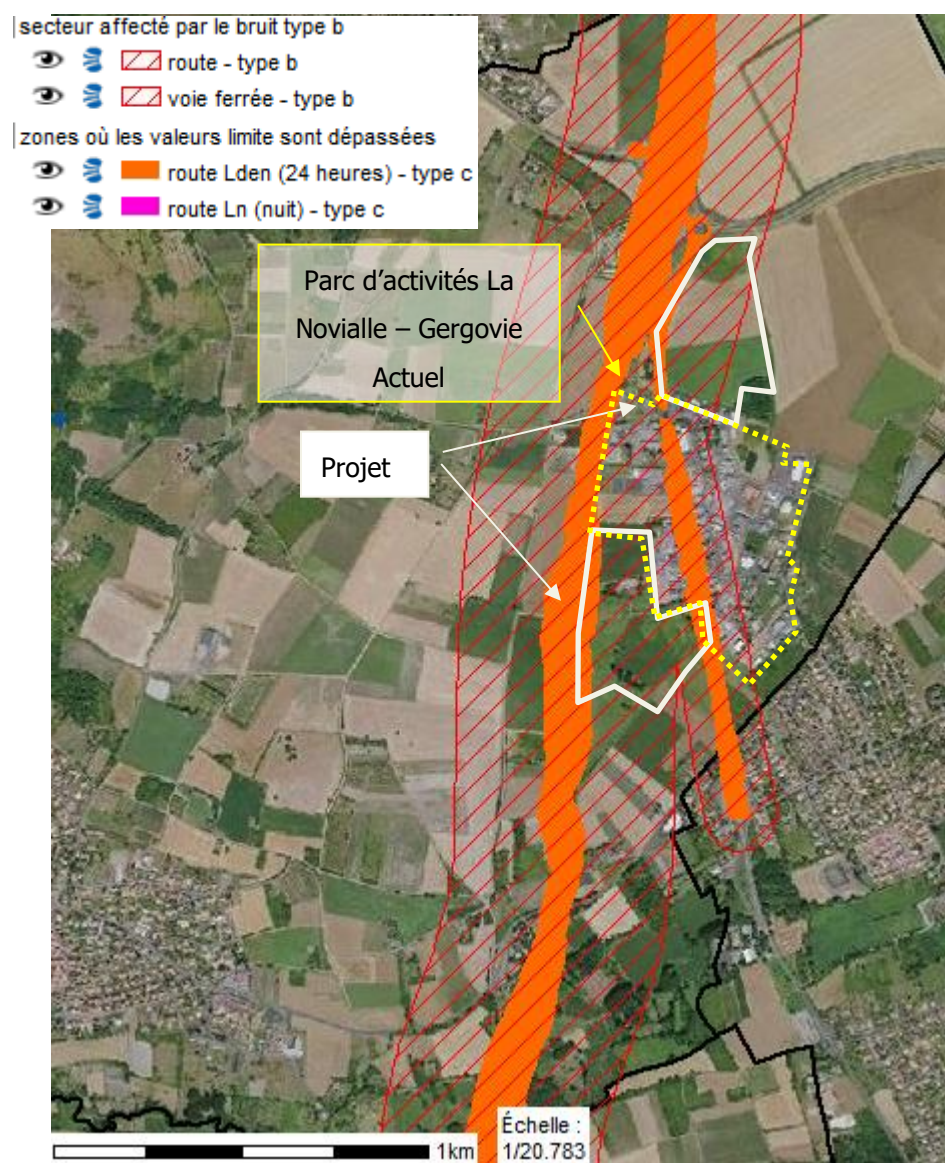 secteur affecté par le bruit type b
route - type b
voie ferrée - type b
zones où les valeurs limite sont dépassées
route Lden (24 heures) - type c
route Ln (nuit) - type c
Parc d’activités La
Novialle – Gergovie
Actuel
Projet
1km
Échelle :
1/20.783